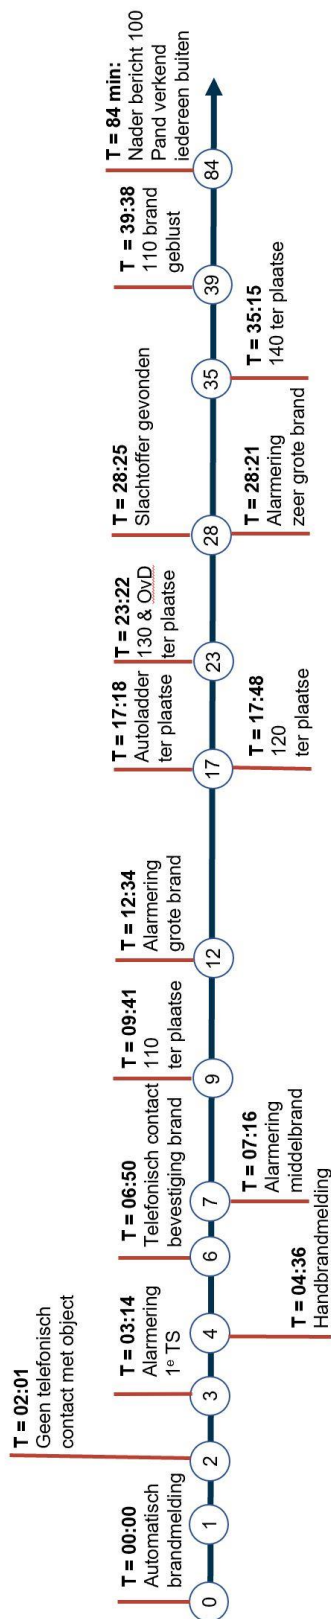 T = 00:00
Automatisch
brandmelding
T = 02:01
Geen telefonisch
contact met object
T = 03:14
Alarmering
1e TS
T = 04:36
Handbrandmelding
T = 06:50
Telefonisch contact
bevestiging brand
T = 07:16
Alarmering
middelbrand
T = 09:41
110
ter plaatse
T = 12:34
Alarmering
grote brand
T = 17:18
Autoladder
ter plaatse
T = 17:48
120
ter plaatse
T = 23:22
130 & OvD
ter plaatse
T = 28:25
Slachtoffer gevonden
T = 28:21
Alarmering
zeer grote brand
T = 35:15
140 ter plaatse
T = 39:38
110 brand
geblust
T = 84 min:
Nader bericht 100
Pand verkend
iedereen buiten
0
1
2
3
4
6
7
9
12
17
23
28
35
39
84